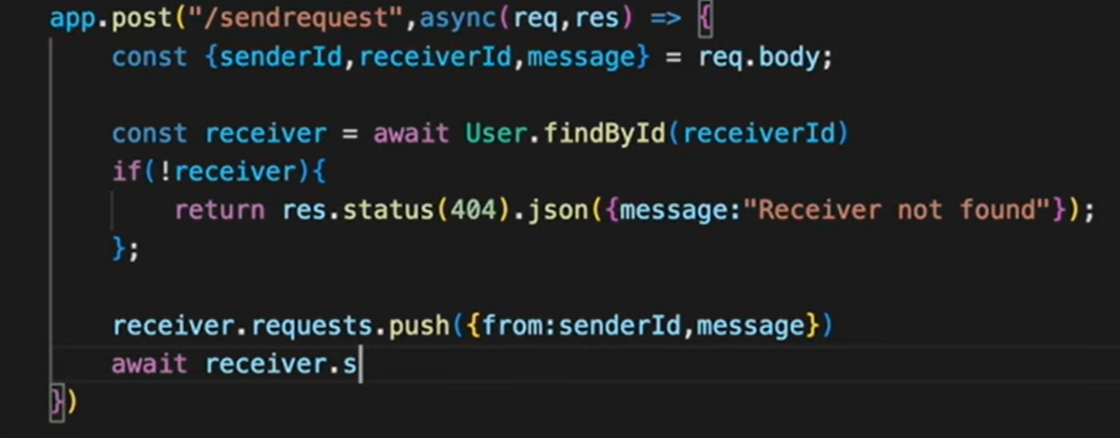 app.post("/sendrequest",async(req,res) => {
const {senderId,receiverId,message} = req.body;
const receiver = await User.findById(receiverId)
if(!receiver){
return res.status(404).json({message:"Receiver not found"});
};
receiver.requests.push({from:senderId,message})
await receiver.s
})